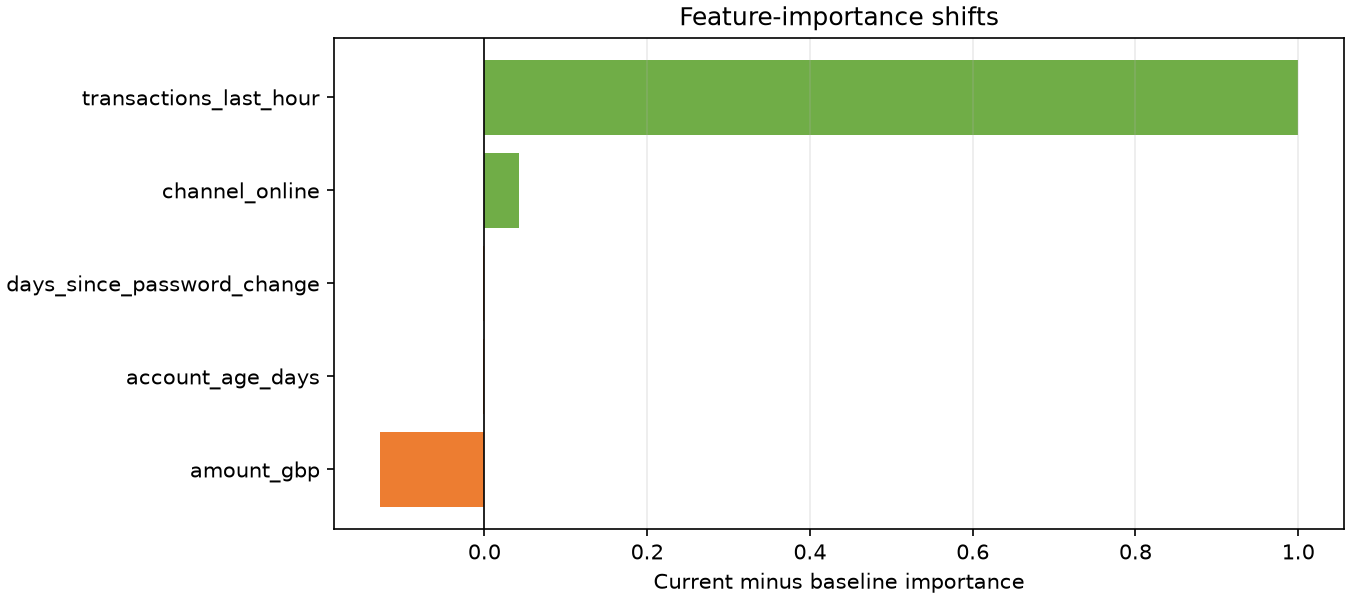 Feature-importance shifts
transactions_last_hour
channel_online
days_since_password_change
account_age_days
amount_gbp
0.0 0.2 0.4 0.6 0.8 1.0
Current minus baseline importance